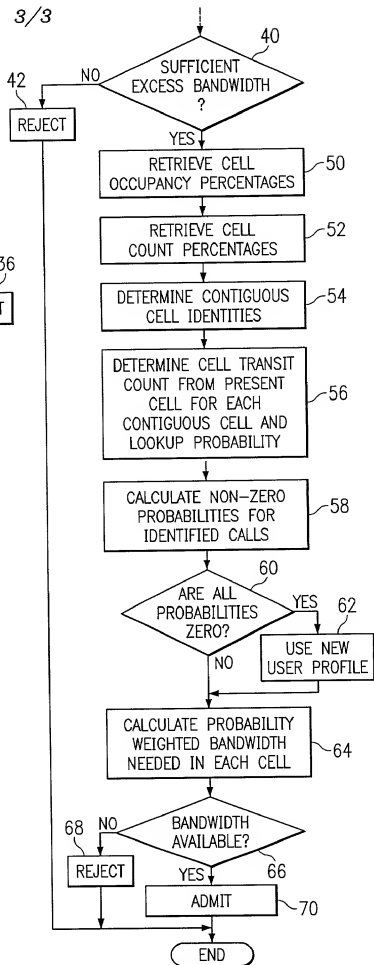 3/3
40
NO
42
SUFFICIENT
EXCESS BANDWIDTH
?
REJECT
YES
RETRIEVE CELL
OCCUPANCY PERCENTAGES
50
RETRIEVE CELL
COUNT PERCENTAGES
52
36
T
DETERMINE CONTIGUOUS
CELL IDENTITIES
54
DETERMINE CELL TRANSIT
COUNT FROM PRESENT
CELL FOR EACH
CONTIGUOUS CELL AND
LOOKUP PROBABILITY
56
CALCULATE NON-ZERO
PROBABILITIES FOR
IDENTIFIED CALLS
58
60
ARE ALL
PROBABILITIES
ZERO?
YES
62
USE NEW
USER PROFILE
NO
CALCULATE PROBABILITY
WEIGHTED BANDWIDTH
NEEDED IN EACH CELL
64
NO
68
BANDWIDTH
AVAILABLE?
66
REJECT
YES
ADMIT
70
END